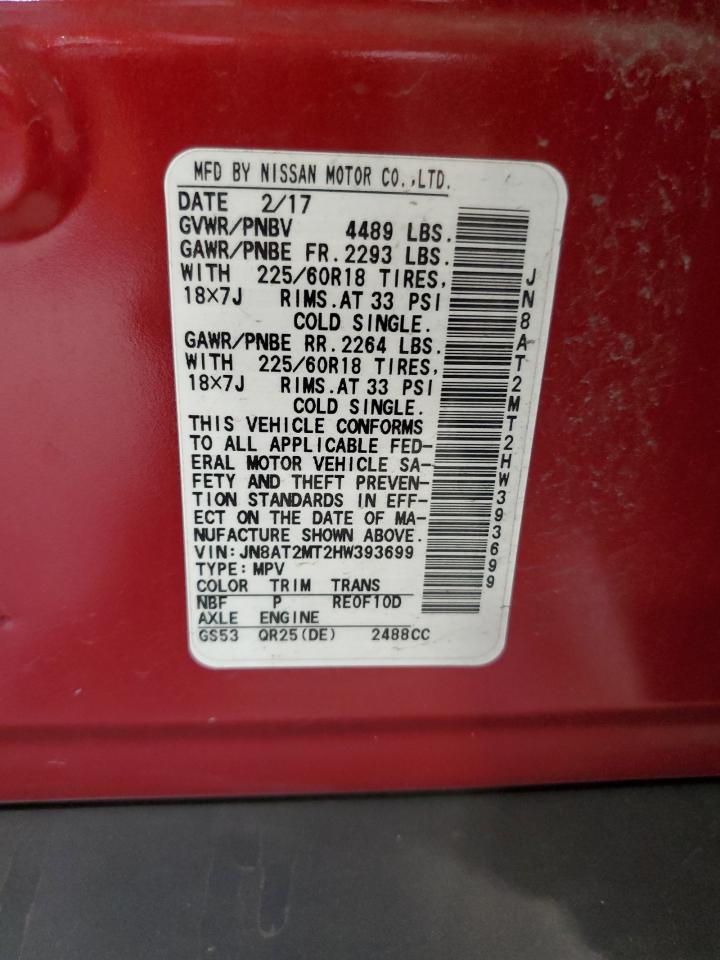 MFD BY NISSAN MOTOR CO.,LTD.
DATE 2/17
GVWR/PNBV 4489 LBS.
GAWR/PNBE FR.2293 LBS.
WITH 225/60R18 TIRES,
18×7J RIMS.AT 33 PSI
COLD SINGLE.
GAWR/PNBE RR.2264 LBS.
WITH 225/60R18 TIRES,
18×7J RIMS.AT 33 PSI
COLD SINGLE.
THIS VEHICLE CONFORMS
TO ALL APPLICABLE FED-
ERAL MOTOR VEHICLE SA-
FETY AND THEFT PREVEN-
TION STANDARDS IN EFF-
ECT ON THE DATE OF MA-
NUFACTURE SHOWN ABOVE.
VIN:JN8AT2MT2HW393699
TYPE:MPV
COLOR TRIM TRANS
NBF P RE0F10D
AXLE ENGINE
GS53 QR25(DE) 2488CC
JN8AT2MT2HW393699